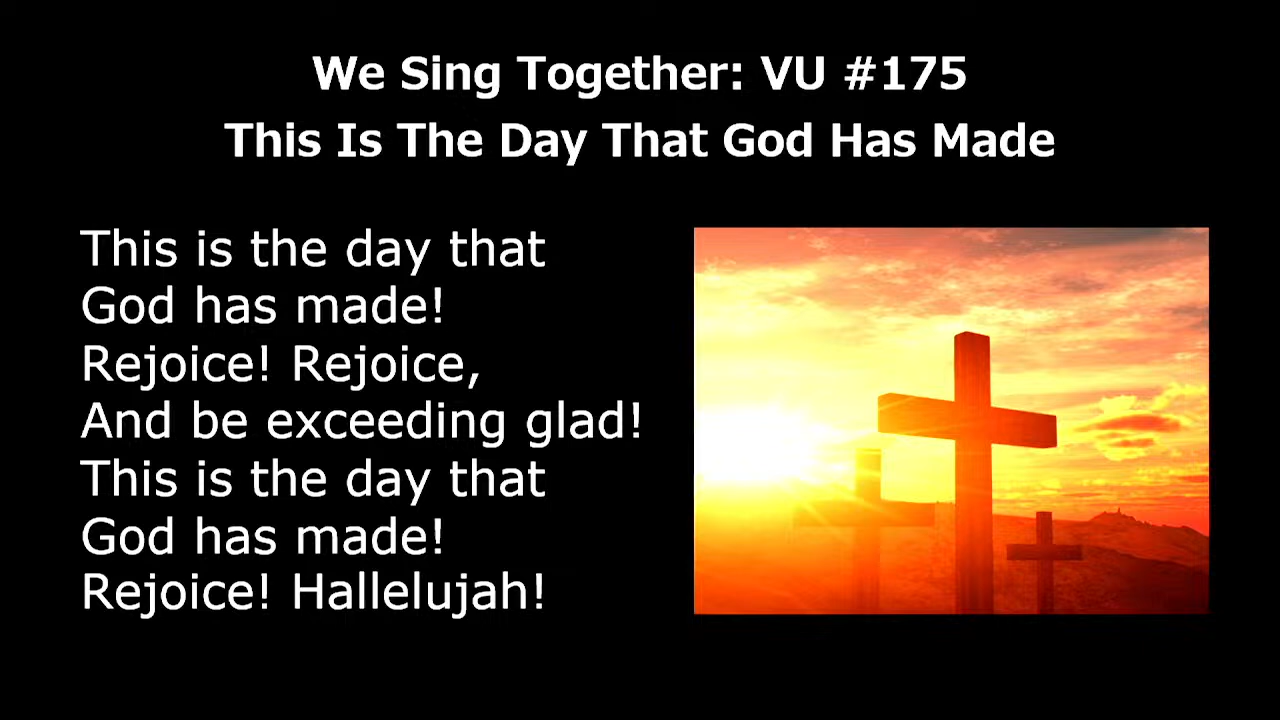 We Sing Together: VU #175
This Is The Day That God Has Made
This is the day that
God has made!
Rejoice! Rejoice,
And be exceeding glad!
This is the day that
God has made!
Rejoice! Hallelujah!